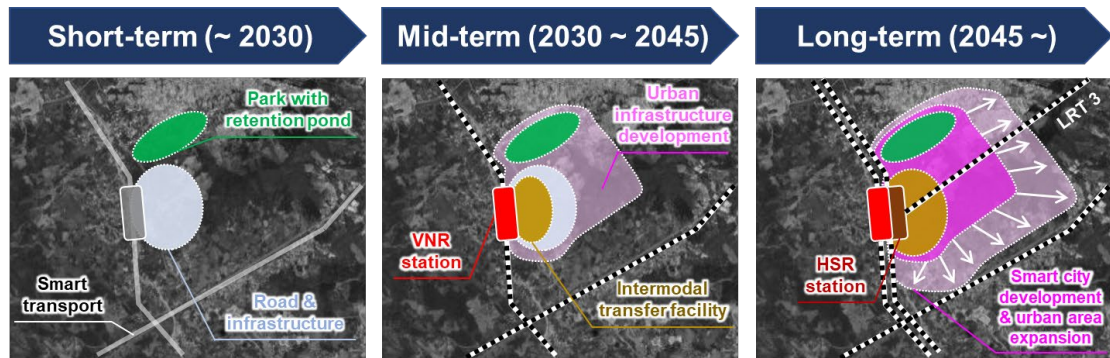 Short-term (~ 2030)
Mid-term (2030 ~ 2045)
Long-term (2045 ~)
Park with
retention pond
Smart
transport
Road &
infrastructure
Urban
infrastructure
development
VNR
station
Intermodal
transfer facility
LRT 3
HSR
station
Smart city
development
& urban area
expansion